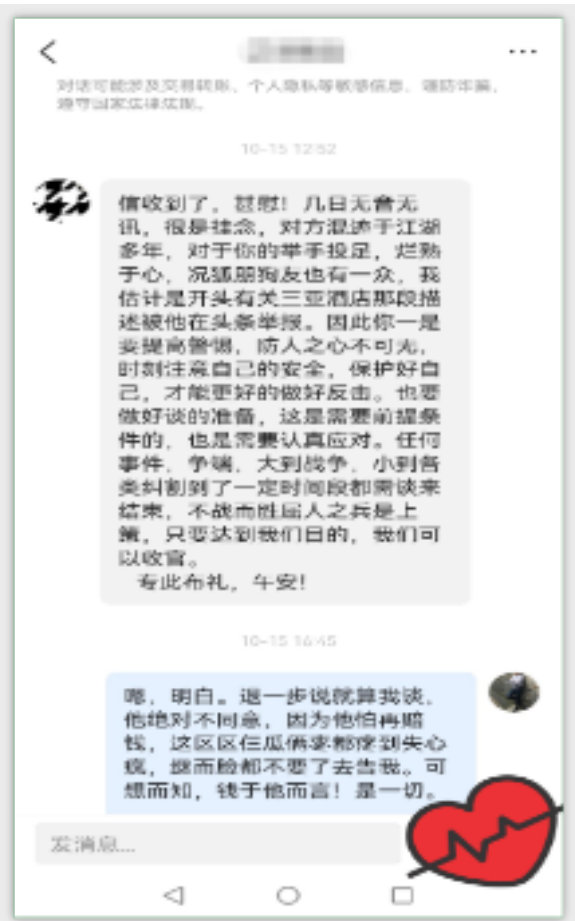 对话可能涉及交易转账、个人隐私等敏感信息，谨防诈骗，
遵守国家法律法规。
10-15 12:52
信收到了，甚慰！几日无音无
讯，很是挂念，对方混迹于江湖
多年，对于你的举手投足，烂熟
于心，况狐朋狗友也有一众，我
估计是开头有关三亚酒店那段描
述被他在头条举报。因此你一是
要提高警惕，防人之心不可无，
时刻注意自己的安全，保护好自
己，才能更好的做好反击。也要
做好谈的准备，这是需要前提条
件的，也是需要认真应对。任何
事件、争端，大到战争，小到各
类纠割到了一定时间段都需谈来
结束，不战而胜屈人之兵是上
策，只要达到我们目的，我们可
以收官。
专此布礼，午安！
10-15 16:45
嗯，明白。退一步说就算我谈，
他绝对不同意，因为他怕再赔
钱，这区区仨瓜俩枣都疼到失心
疯，继而脸都不要了去告我。可
想而知，钱于他而言！是一切。
发消息...